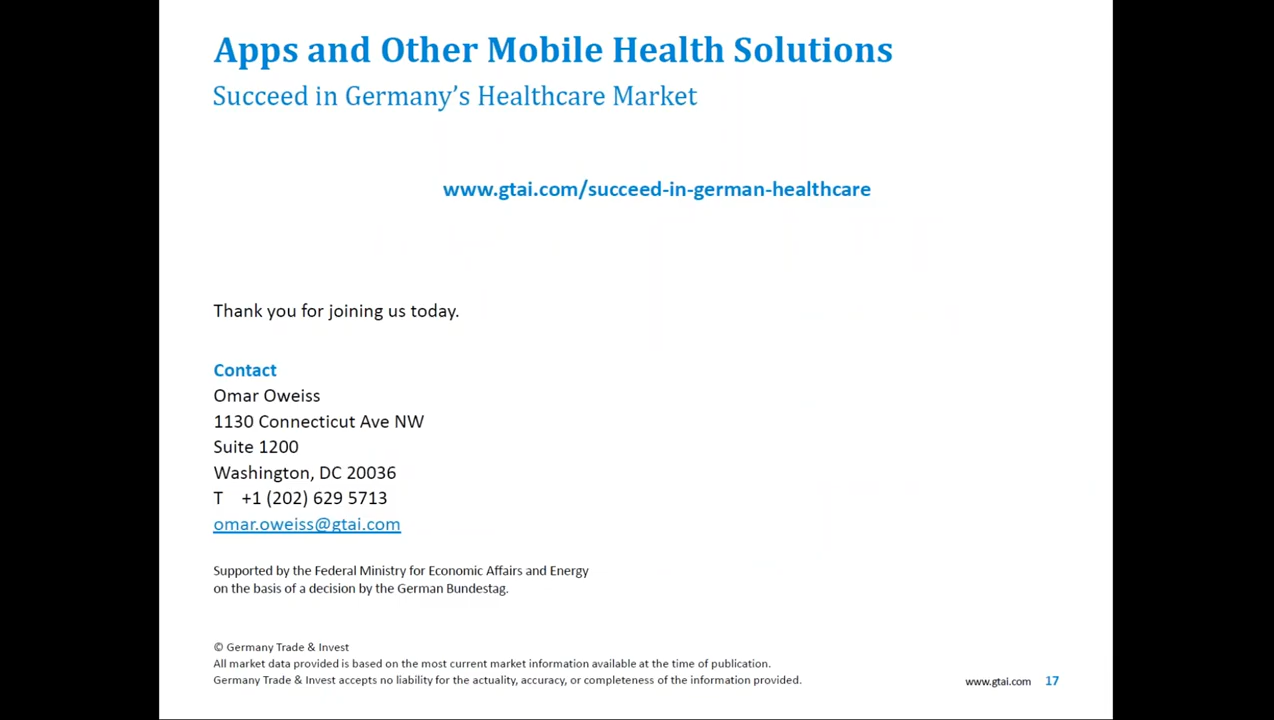 Apps and Other Mobile Health Solutions
Succeed in Germany’s Healthcare Market
www.gtai.com/succeed-in-german-healthcare
Thank you for joining us today.
Contact
Omar Oweiss
1130 Connecticut Ave NW
Suite 1200
Washington, DC 20036
T +1 (202) 629 5713
omar.oweiss@gtai.com
Supported by the Federal Ministry for Economic Affairs and Energy
on the basis of a decision by the German Bundestag.
© Germany Trade & Invest
All market data provided is based on the most current market information available at the time of publication.
Germany Trade & Invest accepts no liability for the actuality, accuracy, or completeness of the information provided.
www.gtai.com 17